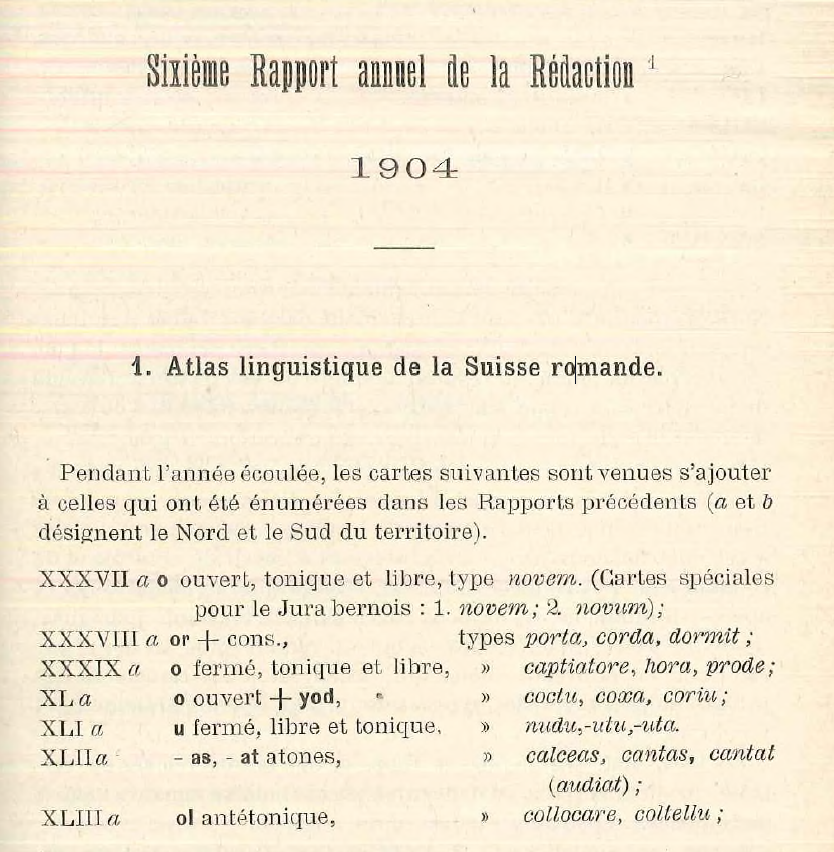 Sixième Rapport annuel de la Rédaction 1
1904
1. Atlas linguistique de la Suisse romande.
Pendant l'année écoulée, les cartes suivantes sont venues s'ajouter
à celles qui ont été énumérées dans les Rapports précédents (a et b
désignent le Nord et le Sud du territoire).
XXXVII a o ouvert, tonique et libre, type novem. (Cartes spéciales
pour le Jura bernois : 1. novem; 2. novum);
XXXVIII a or + cons., types porta, corda, dormit;
XXXIX a o fermé, tonique et libre, » captiatore, hora, prode;
XL a o ouvert + yod, » coctu, coxa, coriu;
XLI a u fermé, libre et tonique, » nudu,-utu,-uta.
XLII a - as, - at atones, » calceas, cantas, cantat
(audiat);
XLIII a ol antétonique, » collocare, coltellu;